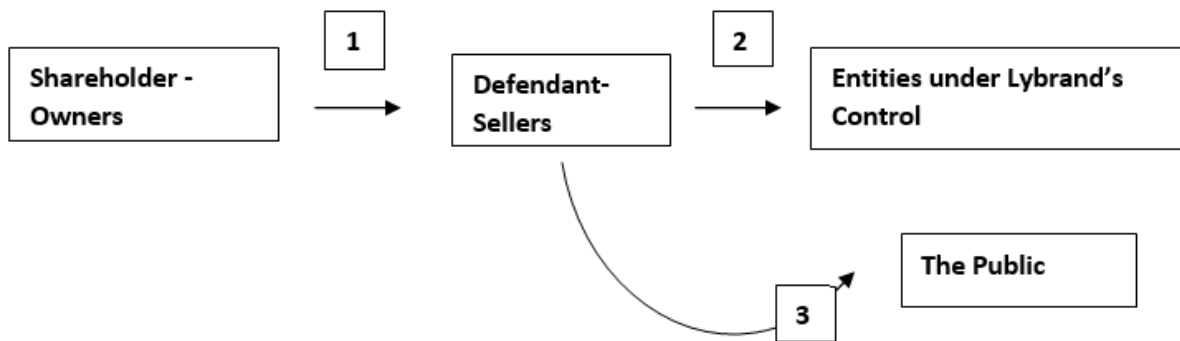 1
2
Shareholder -
Owners
Defendant-
Sellers
Entities under Lybrand's
Control
The Public
3